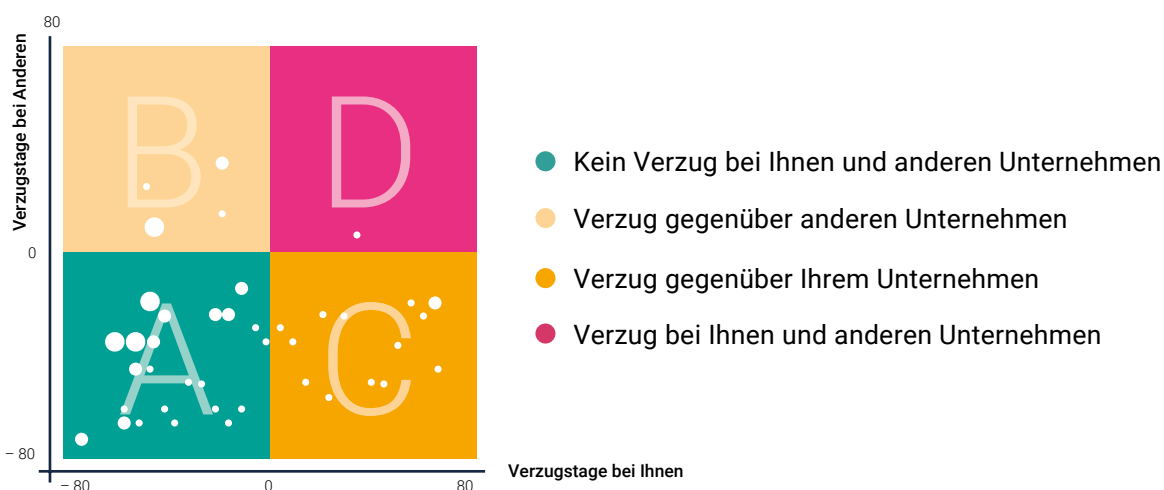 80
Verzugstage bei Anderen
B
D
Kein Verzug bei Ihnen und anderen Unternehmen
Verzug gegenüber anderen Unternehmen
0
Verzug gegenüber Ihrem Unternehmen
A
C
Verzug bei Ihnen und anderen Unternehmen
– 80
Verzugstage bei Ihnen
– 80
0
80